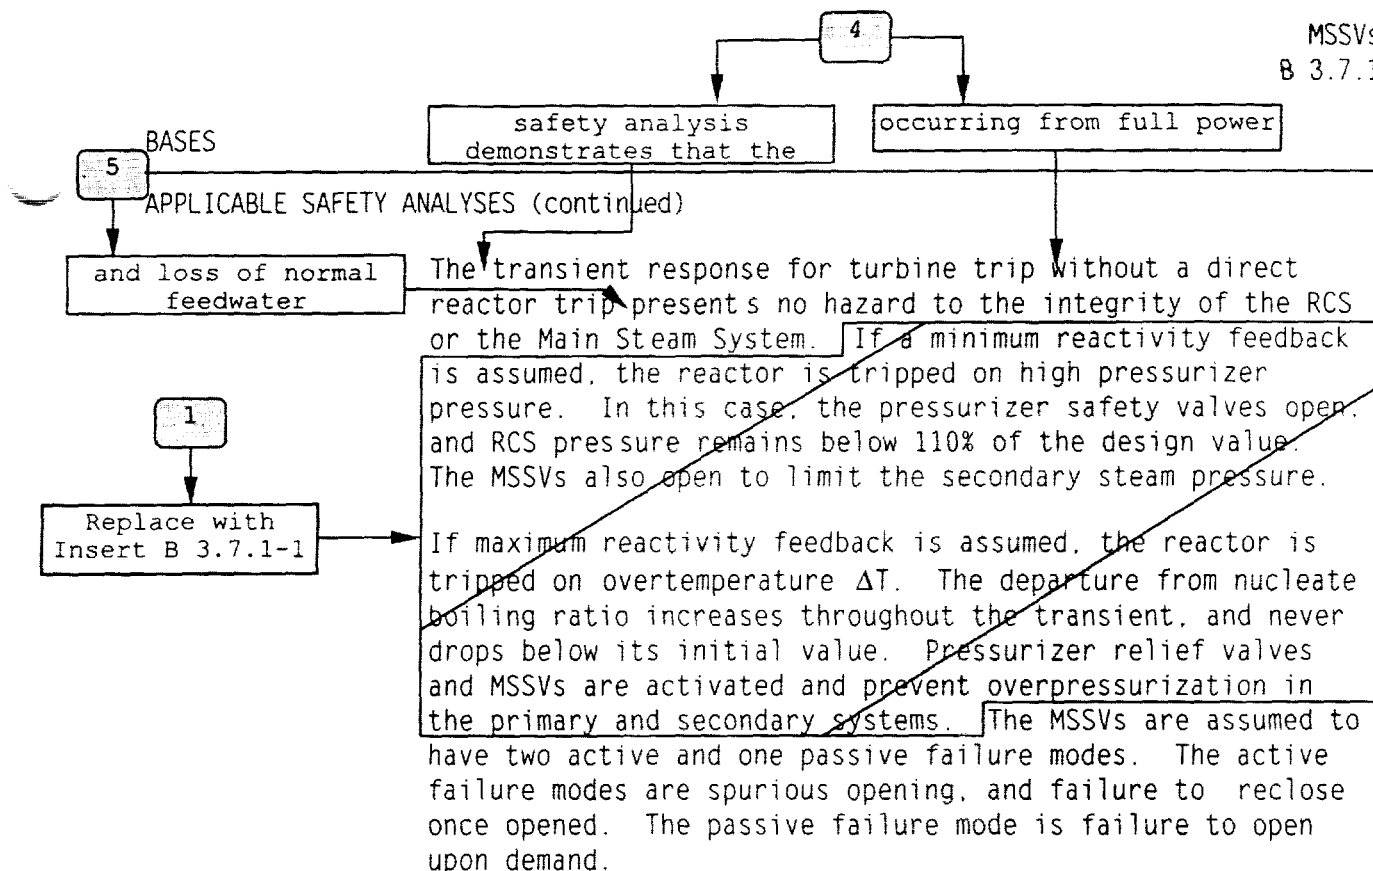 4
MSSVs
B 3.7.1
safety analysis
demonstrates that the
occurring from full power
BASES
5
APPLICABLE SAFETY ANALYSES (continued)
and loss of normal
feedwater
The transient response for turbine trip without a direct
reactor trip presents no hazard to the integrity of the RCS
or the Main Steam System. If a minimum reactivity feedback
is assumed, the reactor is tripped on high pressurizer
pressure. In this case, the pressurizer safety valves open,
and RCS pressure remains below 110% of the design value.
The MSSVs also open to limit the secondary steam pressure.
1
Replace with
Insert B 3.7.1-1
If maximum reactivity feedback is assumed, the reactor is
tripped on overtemperature ΔT. The departure from nucleate
boiling ratio increases throughout the transient, and never
drops below its initial value. Pressurizer relief valves
and MSSVs are activated and prevent overpressurization in
the primary and secondary systems. The MSSVs are assumed to
have two active and one passive failure modes. The active
failure modes are spurious opening, and failure to reclose
once opened. The passive failure mode is failure to open
upon demand.